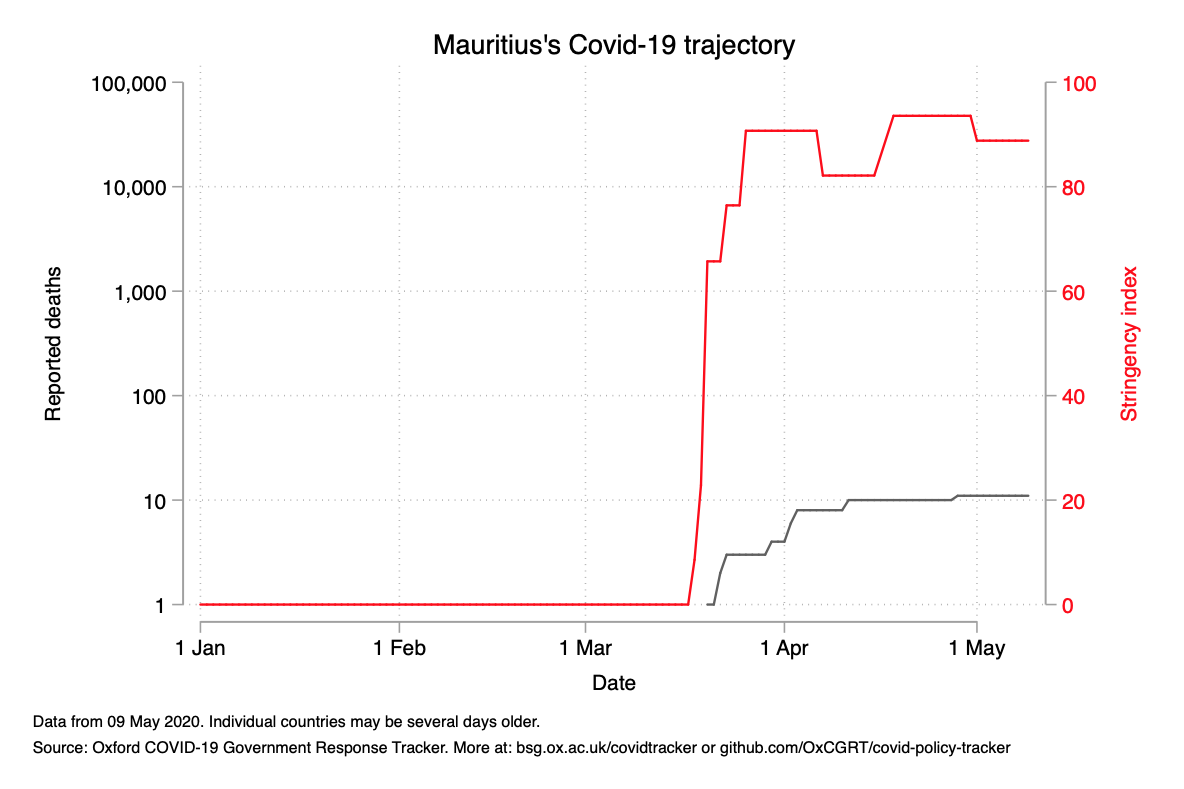 Mauritius's Covid-19 trajectory
100,000
10,000
1,000
100
10
1
Reported deaths
100
80
60
40
20
0
Stringency index
1 Jan
1 Feb
1 Mar
1 Apr
1 May
Date
Data from 09 May 2020. Individual countries may be several days older.
Source: Oxford COVID-19 Government Response Tracker. More at: bsg.ox.ac.uk/covidtracker or github.com/OxCGRT/covid-policy-tracker